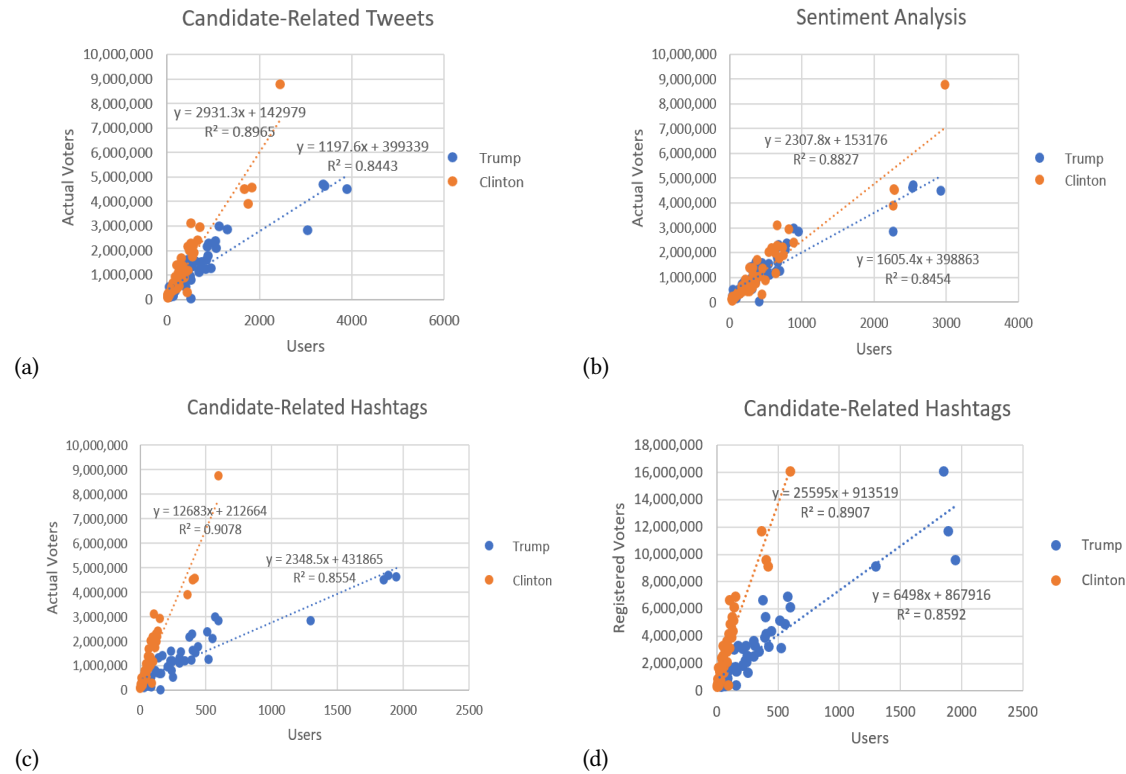 Candidate-Related Tweets
10,000,000
9,000,000
8,000,000
7,000,000
6,000,000
5,000,000
4,000,000
3,000,000
2,000,000
1,000,000
0
Actual Voters
y = 2931.3x + 142979
R² = 0.8965
y = 1197.6x + 399339
R² = 0.8443
Trump
Clinton
0 2000 4000 6000
Users
(a)
Sentiment Analysis
10,000,000
9,000,000
8,000,000
7,000,000
6,000,000
5,000,000
4,000,000
3,000,000
2,000,000
1,000,000
0
Actual Voters
y = 2307.8x + 153176
R² = 0.8827
y = 1605.4x + 398863
R² = 0.8454
Trump
Clinton
0 1000 2000 3000 4000
Users
(b)
Candidate-Related Hashtags
10,000,000
9,000,000
8,000,000
7,000,000
6,000,000
5,000,000
4,000,000
3,000,000
2,000,000
1,000,000
0
Actual Voters
y = 12683x + 212664
R² = 0.9078
y = 2348.5x + 431865
R² = 0.8554
Trump
Clinton
0 500 1000 1500 2000 2500
Users
(c)
Candidate-Related Hashtags
18,000,000
16,000,000
14,000,000
12,000,000
10,000,000
8,000,000
6,000,000
4,000,000
2,000,000
0
Registered Voters
y = 25595x + 913519
R² = 0.8907
y = 6498x + 867916
R² = 0.8592
Trump
Clinton
0 500 1000 1500 2000 2500
Users
(d)